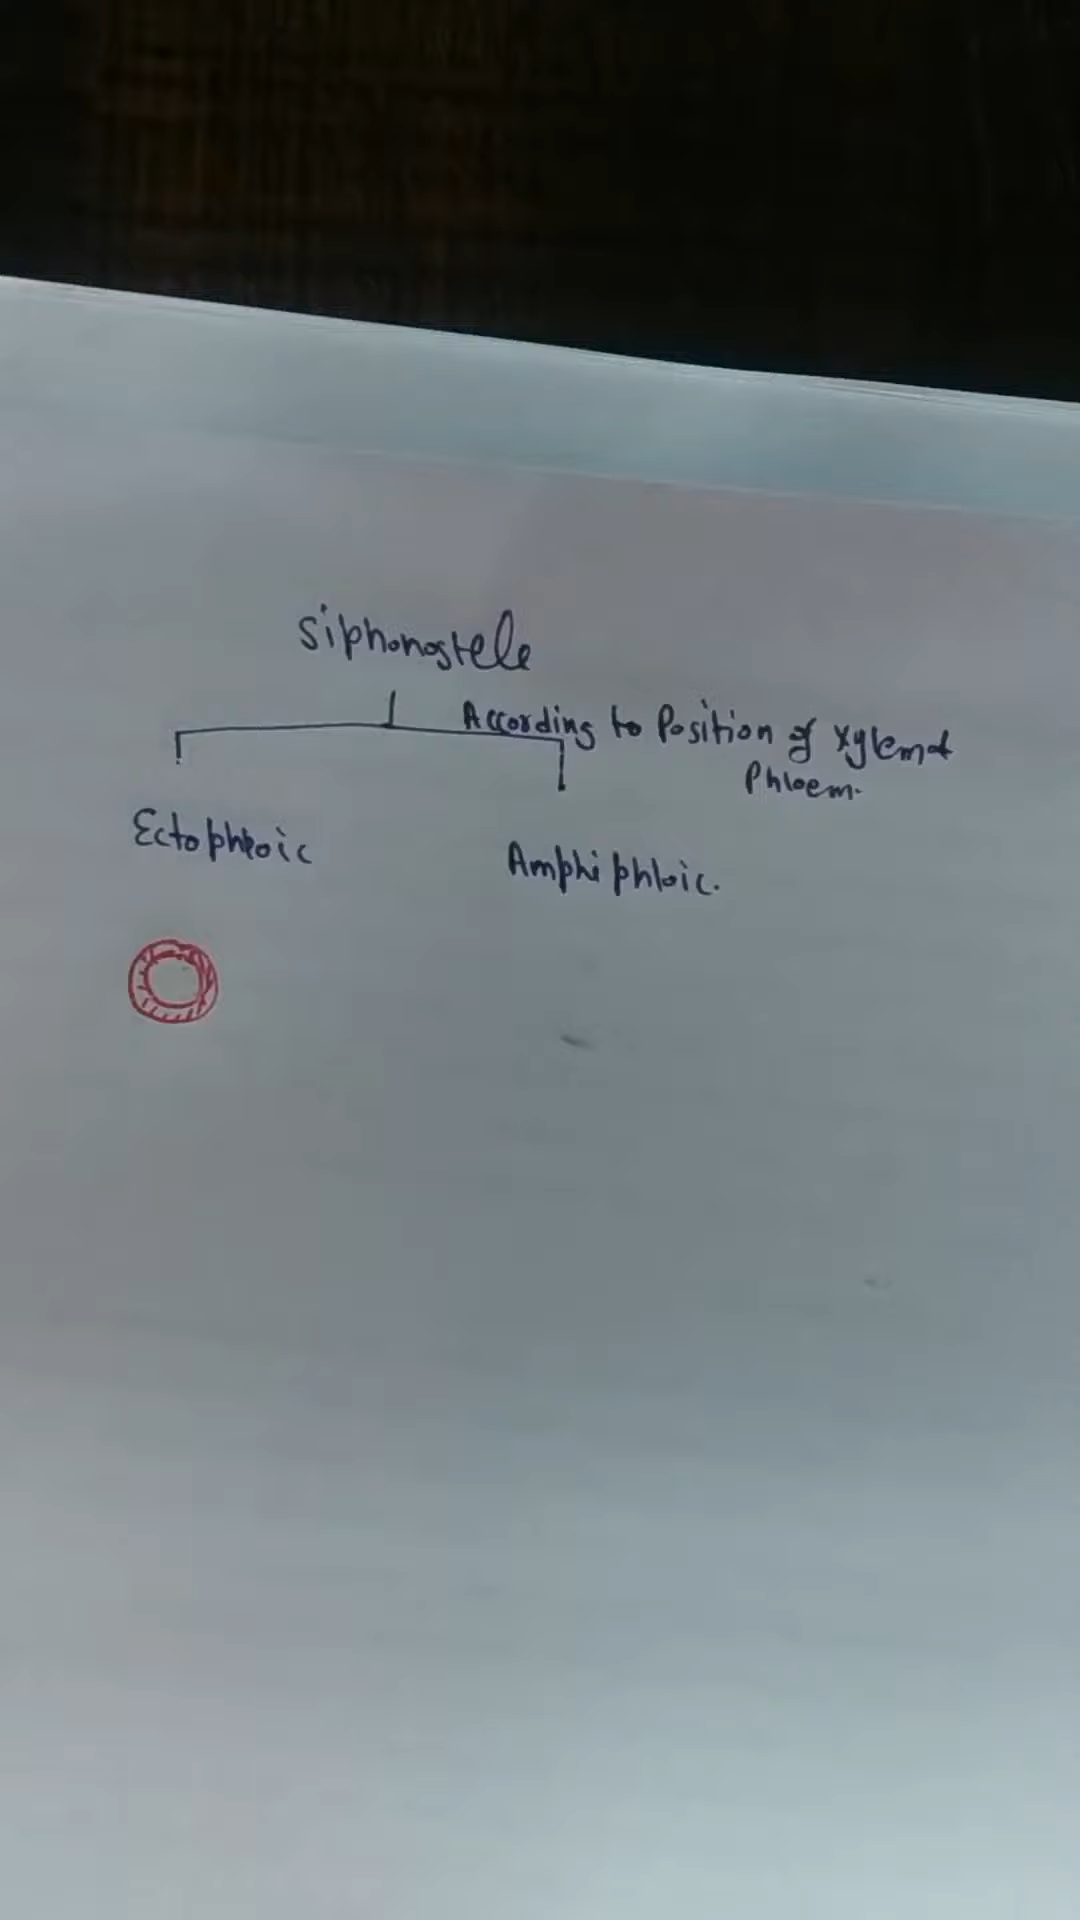 Siphonostele
According to Position of Xylem &
Phloem.
Ectophloic
Amphiphloic.